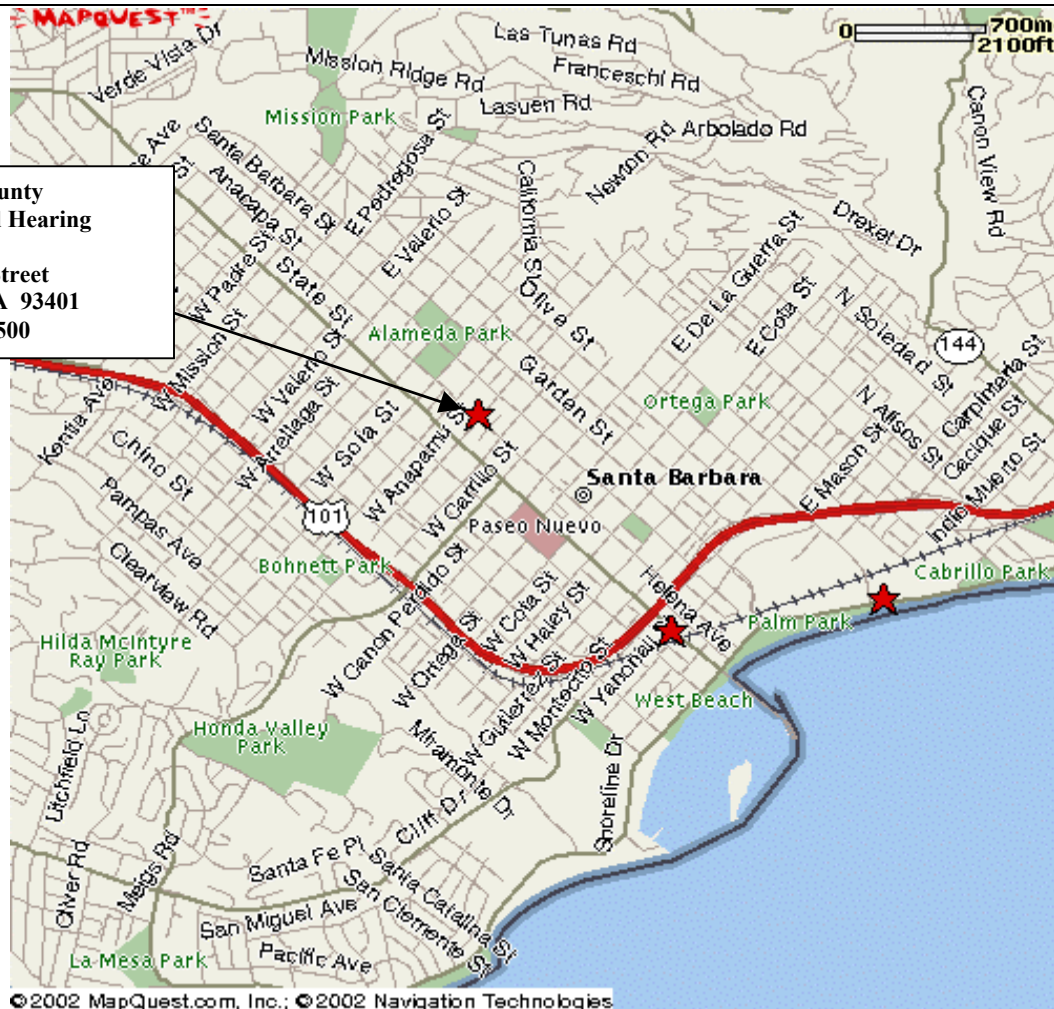 MAPQUEST™
0 700m
2100ft
Verde Vista Dr
Las Tunas Rd
Mission Ridge Rd
Franceschi Rd
Lasuen Rd
Mission Park
Canon View Rd
Arbolado Rd
Newton Rd
Santa Barbara St
Anacapa St
E Pedregosa St
California St
E Valerio St
Drexel Dr
unty
Hearing
treet
A 93401
500
W Padre St
State St
Olive St
E De La Guerra St
E Cota St
N Soledad St
W Mission St
Alameda Park
144
W Valerio St
Garden St
Carpinteria St
Kentia Ave
W Arrellaga St
W Sola St
Ortega Park
N Alisos St
Cacique St
Chino St
W Anapamu St
W Carrillo St
Santa Barbara
E Mason St
Indio Muerto St
Pampas Ave
101
Paseo Nuevo
Clearview Rd
Bohnett Park
Helena Ave
Cabrillo Park
W Canon Perdido St
W Cota St
W Haley St
Palm Park
Hilda McIntyre
Ray Park
W Ortega St
W Gutierrez St
W Montecito St
W Yanonali
West Beach
Litchfield Ln
Honda Valley
Park
Miramonte Dr
Shoreline Dr
Cliff Dr
Oliver Rd
Meigs Rd
Santa Fe Pl
Santa Catalina St
San Miguel Ave
San Clemente St
La Mesa Park
Pacific Ave
©2002 MapQuest.com, Inc.; ©2002 Navigation Technologies